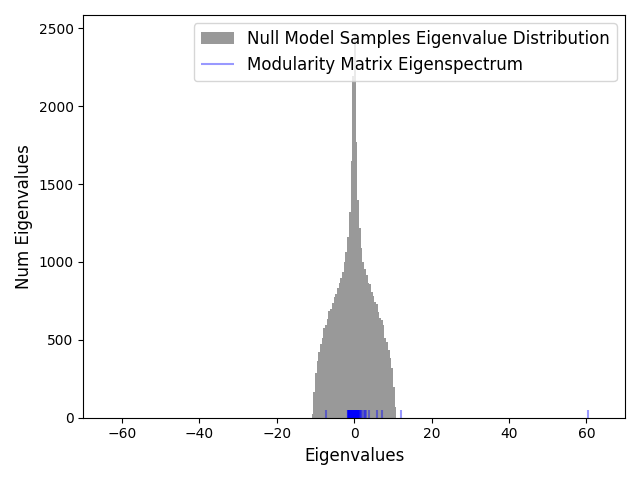 2500
2000
1500
1000
500
0
Num Eigenvalues
Null Model Samples Eigenvalue Distribution
Modularity Matrix Eigenspectrum
−60 −40 −20 0 20 40 60
Eigenvalues